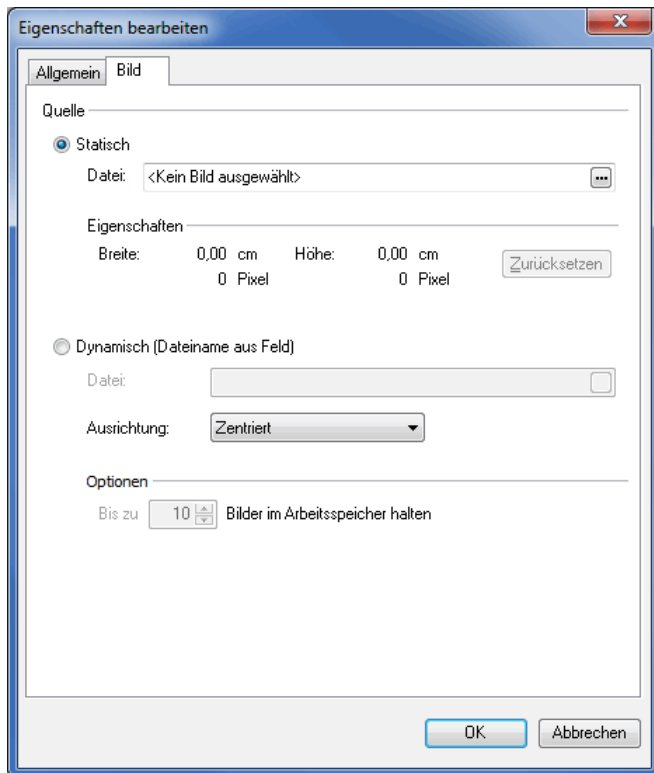 Eigenschaften bearbeiten
Allgemein Bild
Quelle
Statisch
Datei: <Kein Bild ausgewählt> ...
Eigenschaften
Breite: 0,00 cm Höhe: 0,00 cm
0 Pixel 0 Pixel
Zurücksetzen
Dynamisch (Dateiname aus Feld)
Datei:
Ausrichtung: Zentriert
Optionen
Bis zu 10 Bilder im Arbeitsspeicher halten
OK Abbrechen